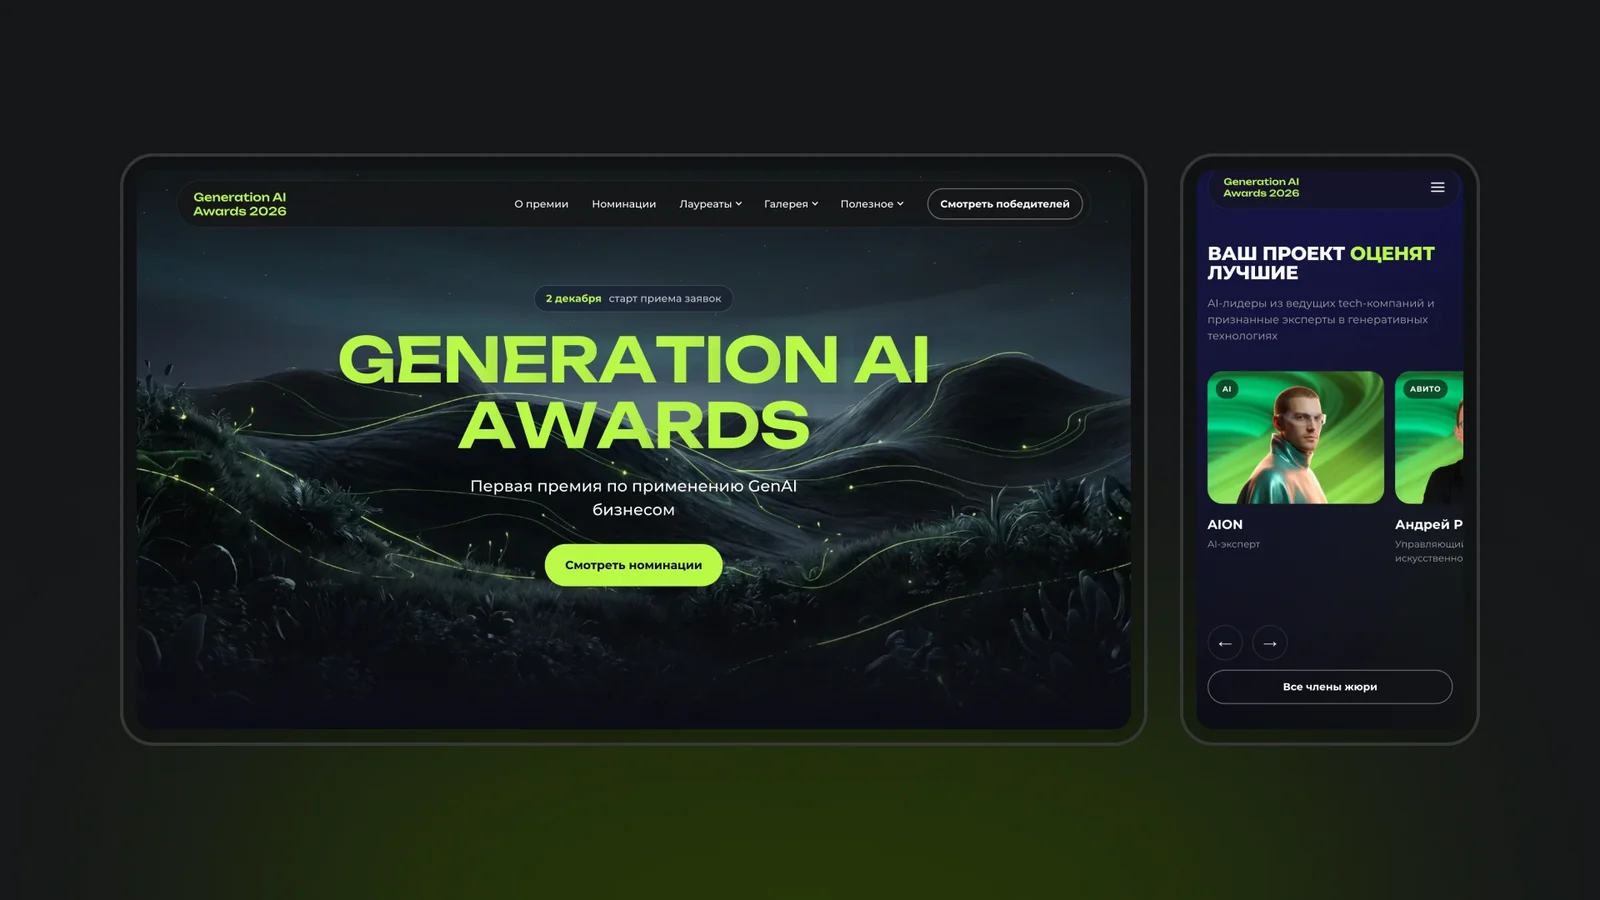 Generation AI
Awards 2026
О премии
Номинации
Лауреаты
Галерея
Полезное
Смотреть победителей
2 декабря старт приема заявок
GENERATION AI
AWARDS
Первая премия по применению GenAI
бизнесом
Смотреть номинации
Generation AI
Awards 2026
ВАШ ПРОЕКТ ОЦЕНЯТ
ЛУЧШИЕ
AI-лидеры из ведущих tech-компаний и
признанные эксперты в генеративных
технологиях
AI
АВИТО
AION
AI-эксперт
Андрей Р
Управляющи
искусственно
Все члены жюри